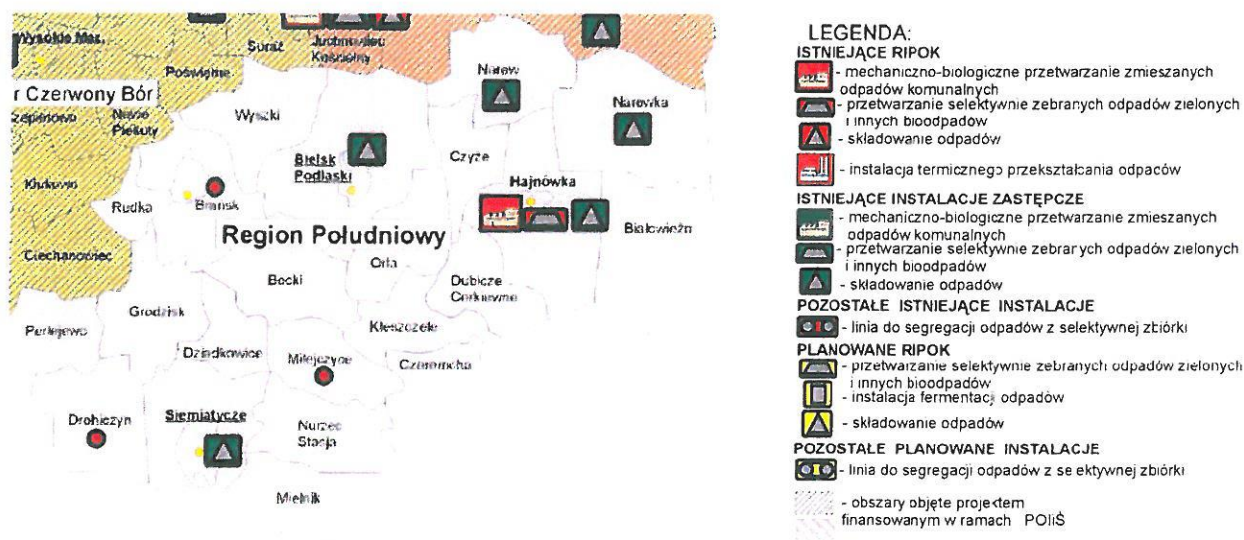 Wysokie Maz.
Suraż
Juchnowiec
Kościelny
Poświętne
r Czerwony Bór
Nowe
Piekuty
Wyszki
Narew
Narewka
Bielsk
Podlaski
Czyże
Hajnówka
Klukowo
Rudka
Brańsk
Region Południowy
Białowieża
Ciechanowiec
Boćki
Orla
Dubicze
Cerkiewne
Grodzisk
Perlejewo
Kleszczele
Dziadkowice
Milejczyce
Czeremcha
Drohiczyn
Siemiatycze
Nurzec
Stacja
Mielnik
LEGENDA:
ISTNIEJĄCE RIPOK
- mechaniczno-biologiczne przetwarzanie zmieszanych
odpadów komunalnych
- przetwarzanie selektywnie zebranych odpadów zielonych
i innych bioodpadów
- składowanie odpadów
- instalacja termicznego przekształcania odpadów
ISTNIEJĄCE INSTALACJE ZASTĘPCZE
- mechaniczno-biologiczne przetwarzanie zmieszanych
odpadów komunalnych
- przetwarzanie selektywnie zebranych odpadów zielonych
i innych bioodpadów
- składowanie odpadów
POZOSTAŁE ISTNIEJĄCE INSTALACJE
- linia do segregacji odpadów z selektywnej zbiórki
PLANOWANE RIPOK
- przetwarzanie selektywnie zebranych odpadów zielonych
i innych bioodpadów
- instalacja fermentacji odpadów
- składowanie odpadów
POZOSTAŁE PLANOWANE INSTALACJE
- linia do segregacji odpadów z selektywnej zbiórki
- obszary objęte projektem
finansowanym w ramach POIiŚ